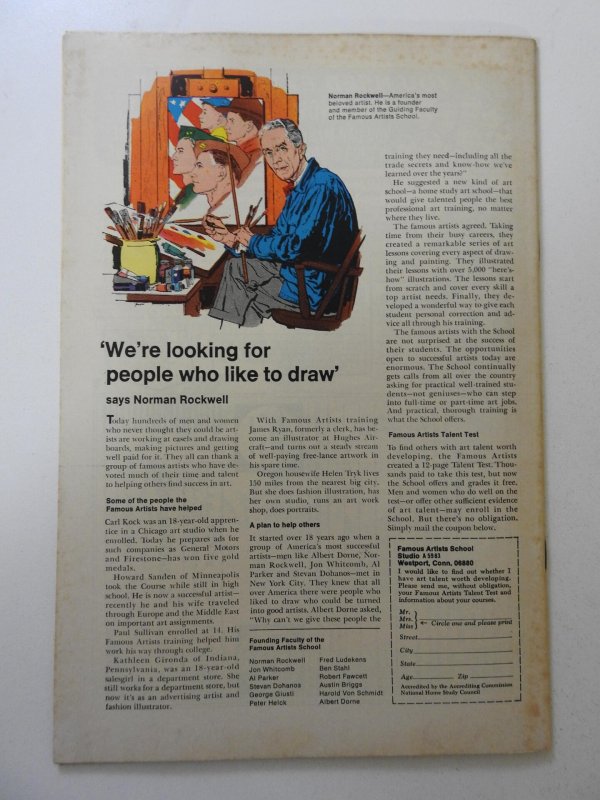 Norman Rockwell—America's most
beloved artist. He is a founder
and member of the Guiding Faculty
of the Famous Artists School.
'We're looking for
people who like to draw'
says Norman Rockwell
Today hundreds of men and women
who never thought they could be art-
ists are working at easels and drawing
boards, making pictures and getting
well paid for it. They all can thank a
group of famous artists who have de-
voted much of their time and talent
to helping others find success in art.
Some of the people the
Famous Artists have helped
Carl Kock was an 18-year-old appren-
tice in a Chicago art studio when he
enrolled. Today he prepares ads for
such companies as General Motors
and Firestone—has won five gold
medals.
Howard Sanden of Minneapolis
took the Course while still in high
school. He is now a successful artist—
recently he and his wife traveled
through Europe and the Middle East
on important art assignments.
Paul Sullivan enrolled at 14. His
Famous Artists training helped him
work his way through college.
Kathleen Gironda of Indiana,
Pennsylvania, was an 18-year-old
salesgirl in a department store. She
still works for a department store, but
now it's as an advertising artist and
fashion illustrator.
With Famous Artists training
James Ryan, formerly a clerk, has be-
come an illustrator at Hughes Air-
craft—and turns out a steady stream
of well-paying free-lance artwork in
his spare time.
Oregon housewife Helen Tryk lives
150 miles from the nearest big city.
But she does fashion illustration, has
her own studio, runs an art work
shop, does portraits.
A plan to help others
It started over 18 years ago when a
group of America's most successful
artists—men like Albert Dorne, Nor-
man Rockwell, Jon Whitcomb, Al
Parker and Stevan Dohanos—met in
New York City. They knew that all
over America there were people who
liked to draw who could be turned
into good artists. Albert Dorne asked,
"Why can't we give these people the
Founding Faculty of the
Famous Artists School
Norman Rockwell
Jon Whitcomb
Al Parker
Stevan Dohanos
George Giusti
Peter Helck
Fred Ludekens
Ben Stahl
Robert Fawcett
Austin Briggs
Harold Von Schmidt
Albert Dorne
training they need—including all the
trade secrets and know-how we've
learned over the years?"
He suggested a new kind of art
school—a home study art school—that
would give talented people the best
professional art training, no matter
where they live.
The famous artists agreed. Taking
time from their busy careers, they
created a remarkable series of art
lessons covering every aspect of draw-
ing and painting. They illustrated
their lessons with over 5,000 "here's-
how" illustrations. The lessons start
from scratch and cover every skill a
top artist needs. Finally, they de-
veloped a wonderful way to give each
student personal correction and ad-
vice all through his training.
The famous artists with the School
are not surprised at the success of
their students. The opportunities
open to successful artists today are
enormous. The School continually
gets calls from all over the country
asking for practical well-trained stu-
dents—not geniuses—who can step
into full-time or part-time art jobs.
And practical, thorough training is
what the School offers.
Famous Artists Talent Test
To find others with art talent worth
developing, the Famous Artists
created a 12-page Talent Test. Thou-
sands paid to take this test, but now
the School offers and grades it free.
Men and women who do well on the
test—or offer other sufficient evidence
of art talent—may enroll in the
School. But there's no obligation.
Simply mail the coupon below.
Famous Artists School
Westport, Conn. 06880
I would like to find out whether I
have art talent worth developing.
Please send me, without obligation,
your Famous Artists Talent Test and
information about your courses.
Mr.
Mrs.
Miss
Circle one and please print
Street
City
State
Age Zip
Accredited by the Accrediting Commission
National Home Study Council